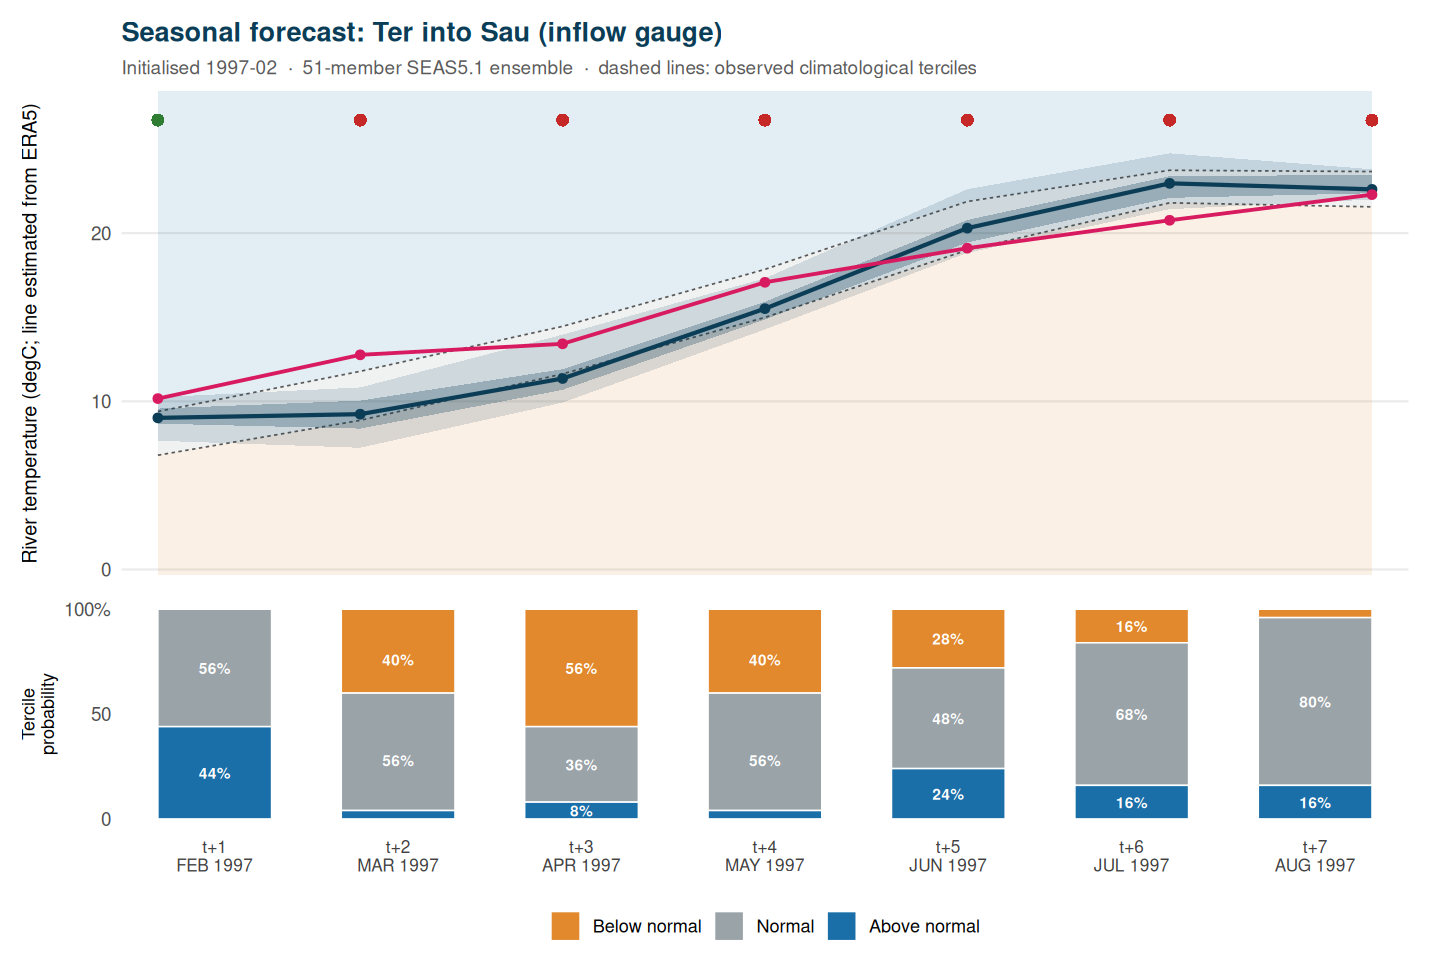 Seasonal forecast: Ter into Sau (inflow gauge)
Initialised 1997-02 · 51-member SEAS5.1 ensemble · dashed lines: observed climatological terciles
River temperature (degC; line estimated from ERA5)
20
10
0
100%
50
0
Tercile
probability
56%
44%
40%
56%
56%
36%
8%
40%
56%
28%
48%
24%
16%
68%
16%
80%
16%
t+1
FEB 1997
t+2
MAR 1997
t+3
APR 1997
t+4
MAY 1997
t+5
JUN 1997
t+6
JUL 1997
t+7
AUG 1997
Below normal
Normal
Above normal